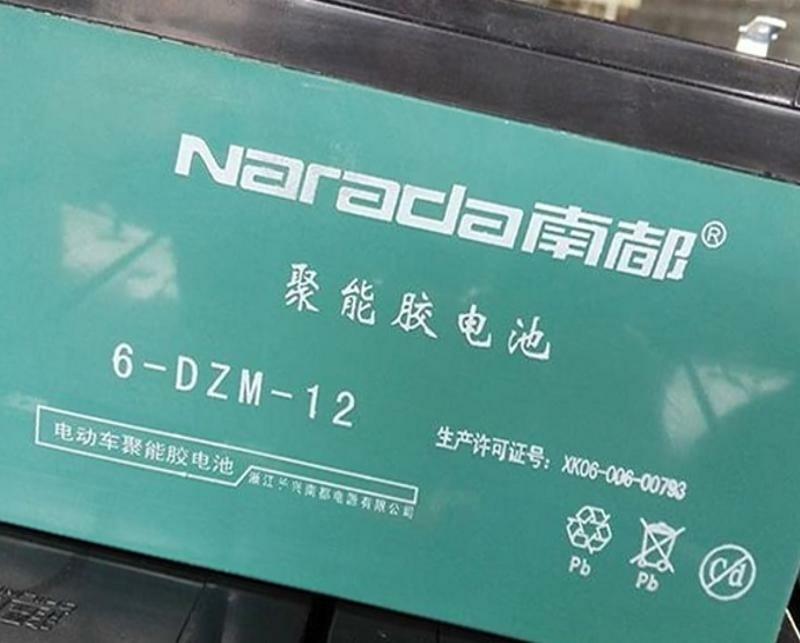 Narada南都®
聚能胶电池
6-DZM-12
电动车聚能胶电池
浙江长兴南都电源有限公司
生产许可证号: XK06-006-00793
Pb
Pb
Cd